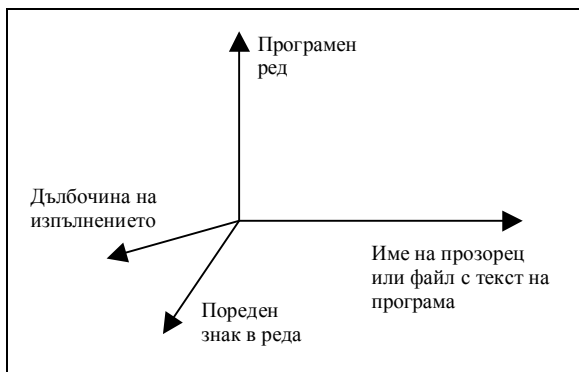 Програмен
ред
Дълбочина на
изпълнението
Име на прозорец
или файл с текст на
програма
Пореден
знак в реда